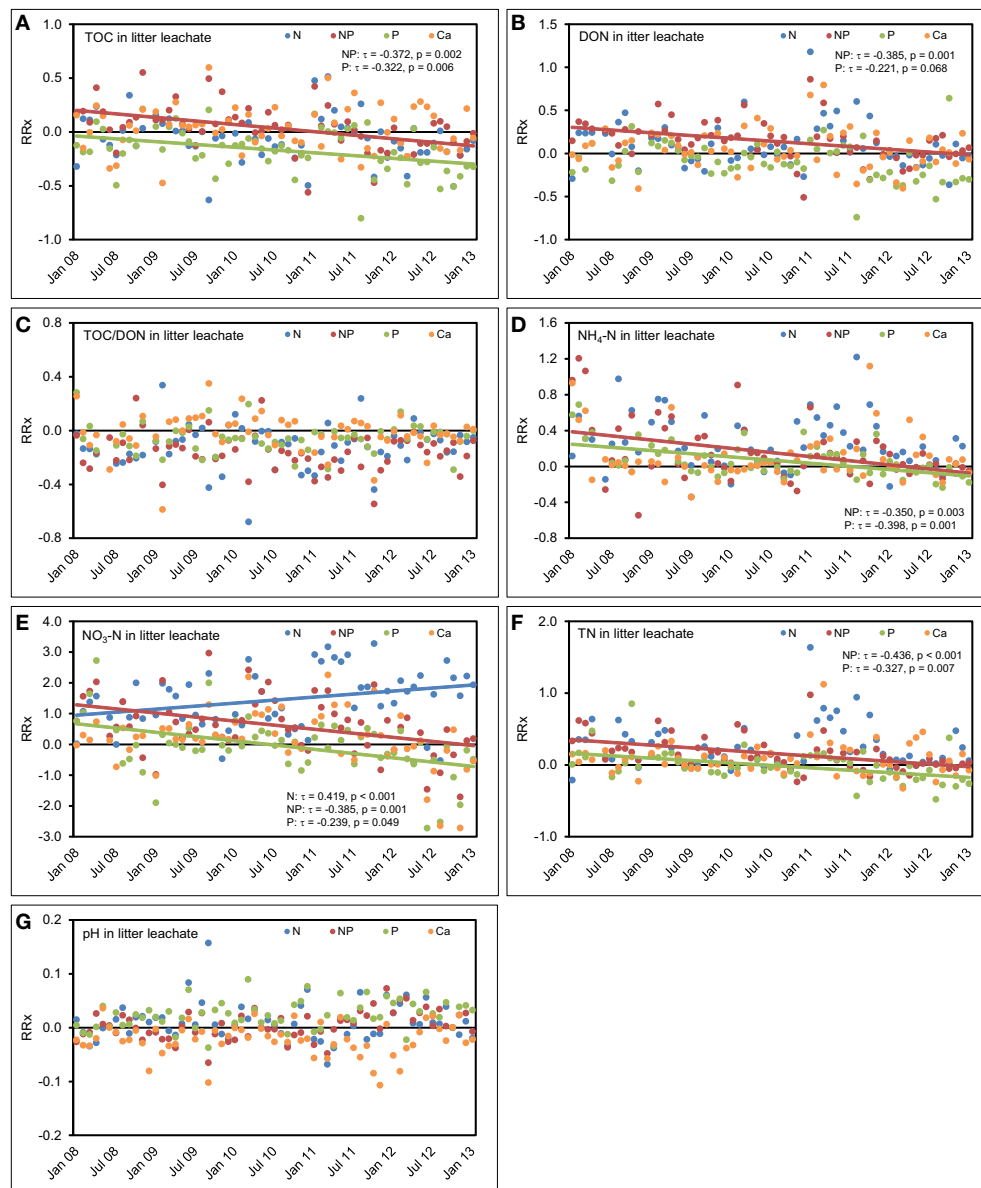 A
TOC in litter leachate
N NP P Ca
NP: τ = -0.372, p = 0.002
P: τ = -0.322, p = 0.006
RRx
1.0
0.5
0.0
-0.5
-1.0
Jan 08 Jul 08 Jan 09 Jul 09 Jan 10 Jul 10 Jan 11 Jul 11 Jan 12 Jul 12 Jan 13
B
DON in itter leachate
N NP P Ca
NP: τ = -0.385, p = 0.001
P: τ = -0.221, p = 0.068
RRx
1.5
1.0
0.5
0.0
-0.5
-1.0
Jan 08 Jul 08 Jan 09 Jul 09 Jan 10 Jul 10 Jan 11 Jul 11 Jan 12 Jul 12 Jan 13
C
TOC/DON in litter leachate
N NP P Ca
RRx
0.8
0.4
0.0
-0.4
-0.8
Jan 08 Jul 08 Jan 09 Jul 09 Jan 10 Jul 10 Jan 11 Jul 11 Jan 12 Jul 12 Jan 13
D
NH₄-N in litter leachate
N NP P Ca
RRx
1.6
1.2
0.8
0.4
0.0
-0.4
-0.8
NP: τ = -0.350, p = 0.003
P: τ = -0.398, p = 0.001
Jan 08 Jul 08 Jan 09 Jul 09 Jan 10 Jul 10 Jan 11 Jul 11 Jan 12 Jul 12 Jan 13
E
NO₃-N in litter leachate
N NP P Ca
RRx
4.0
3.0
2.0
1.0
0.0
-1.0
-2.0
-3.0
N: τ = 0.419, p < 0.001
NP: τ = -0.385, p = 0.001
P: τ = -0.239, p = 0.049
Jan 08 Jul 08 Jan 09 Jul 09 Jan 10 Jul 10 Jan 11 Jul 11 Jan 12 Jul 12 Jan 13
F
TN in litter leachate
N NP P Ca
NP: τ = -0.436, p < 0.001
P: τ = -0.327, p = 0.007
RRx
2.0
1.0
0.0
-1.0
Jan 08 Jul 08 Jan 09 Jul 09 Jan 10 Jul 10 Jan 11 Jul 11 Jan 12 Jul 12 Jan 13
G
pH in litter leachate
N NP P Ca
RRx
0.2
0.1
0.0
-0.1
-0.2
Jan 08 Jul 08 Jan 09 Jul 09 Jan 10 Jul 10 Jan 11 Jul 11 Jan 12 Jul 12 Jan 13